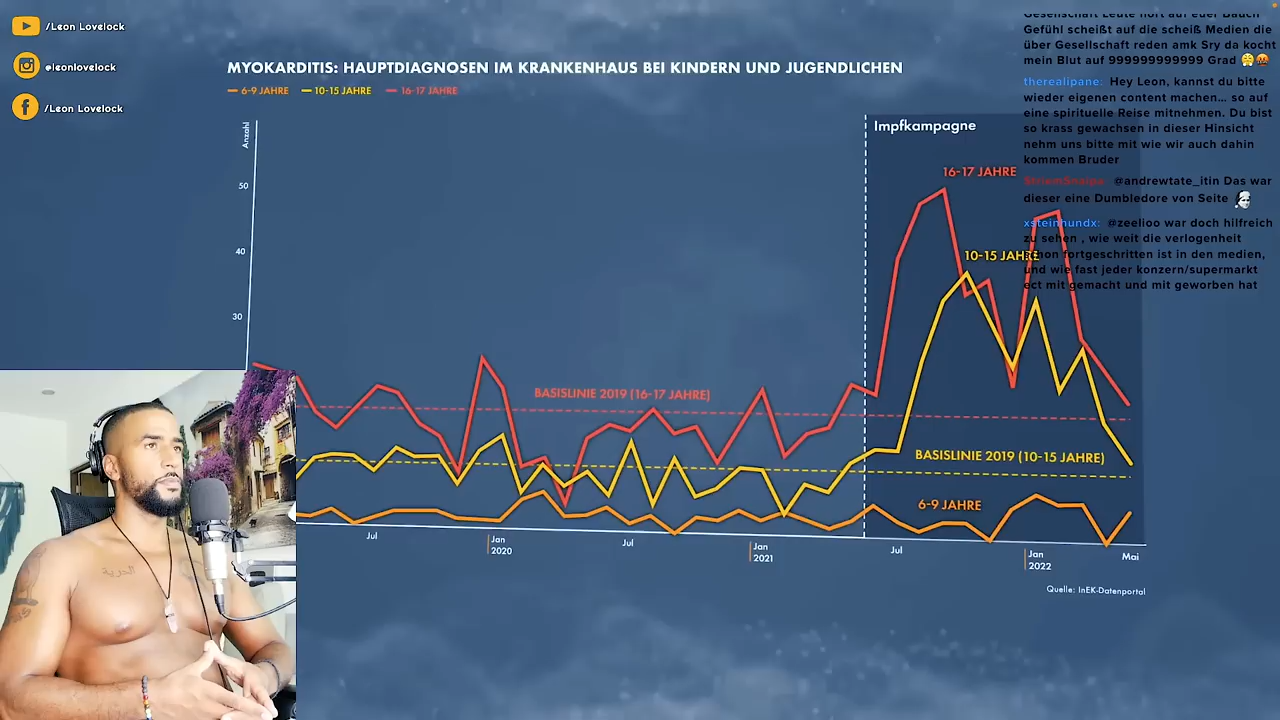 /Leon Lovelock
@leonlovelock
/Leon Lovelock
MYOKARDITIS: HAUPTDIAGNOSEN IM KRANKENHAUS BEI KINDERN UND JUGENDLICHEN
6-9 JAHRE 10-15 JAHRE 16-17 JAHRE
Anzahl
50
40
30
Impfkampagne
16-17 JAHRE
10-15 JAHRE
BASISLINIE 2019 (16-17 JAHRE)
BASISLINIE 2019 (10-15 JAHRE)
6-9 JAHRE
Jul
Jan
2020
Jul
Jan
2021
Jul
Jan
2022
Mai
Quelle: InEK-Datenportal
Gesellschaft Leute hört auf euer Bauch
Gefühl scheißt auf die scheiß Medien die
über Gesellschaft reden amk Sry da kocht
mein Blut auf 999999999999 Grad 😤🤬
therealipane: Hey Leon, kannst du bitte
wieder eigenen content machen... so auf
eine spirituelle Reise mitnehmen. Du bist
so krass gewachsen in dieser Hinsicht
nehm uns bitte mit wie wir auch dahin
kommen Bruder
@andrewtate_itin Das war
dieser eine Dumbledore von Seite
xsteinhundx: @zeelloo war doch hilfreich
zu sehen , wie weit die verlogenheit
schon fortgeschritten ist in den medien,
und wie fast jeder konzern/supermarkt
ect mit gemacht und mit geworben hat
الحرية